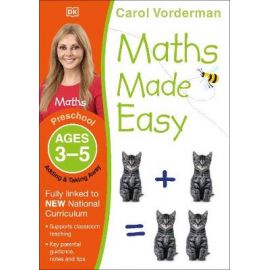 DK
Carol Vorderman
Maths
Made
Easy
Maths
Preschool
AGES
3–5
Adding & Taking Away
Fully linked to
NEW National
Curriculum
• Supports classroom
teaching
• Key parental
guidance,
notes and tips
+
=